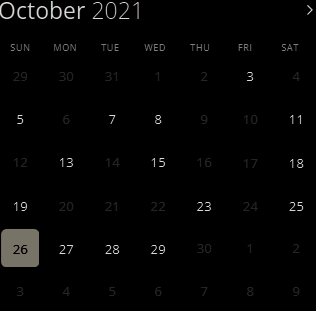 October 2021
SUN MON TUE WED THU FRI SAT
29 30 31 1 2 3 4
5 6 7 8 9 10 11
12 13 14 15 16 17 18
19 20 21 22 23 24 25
26 27 28 29 30 1 2
3 4 5 6 7 8 9